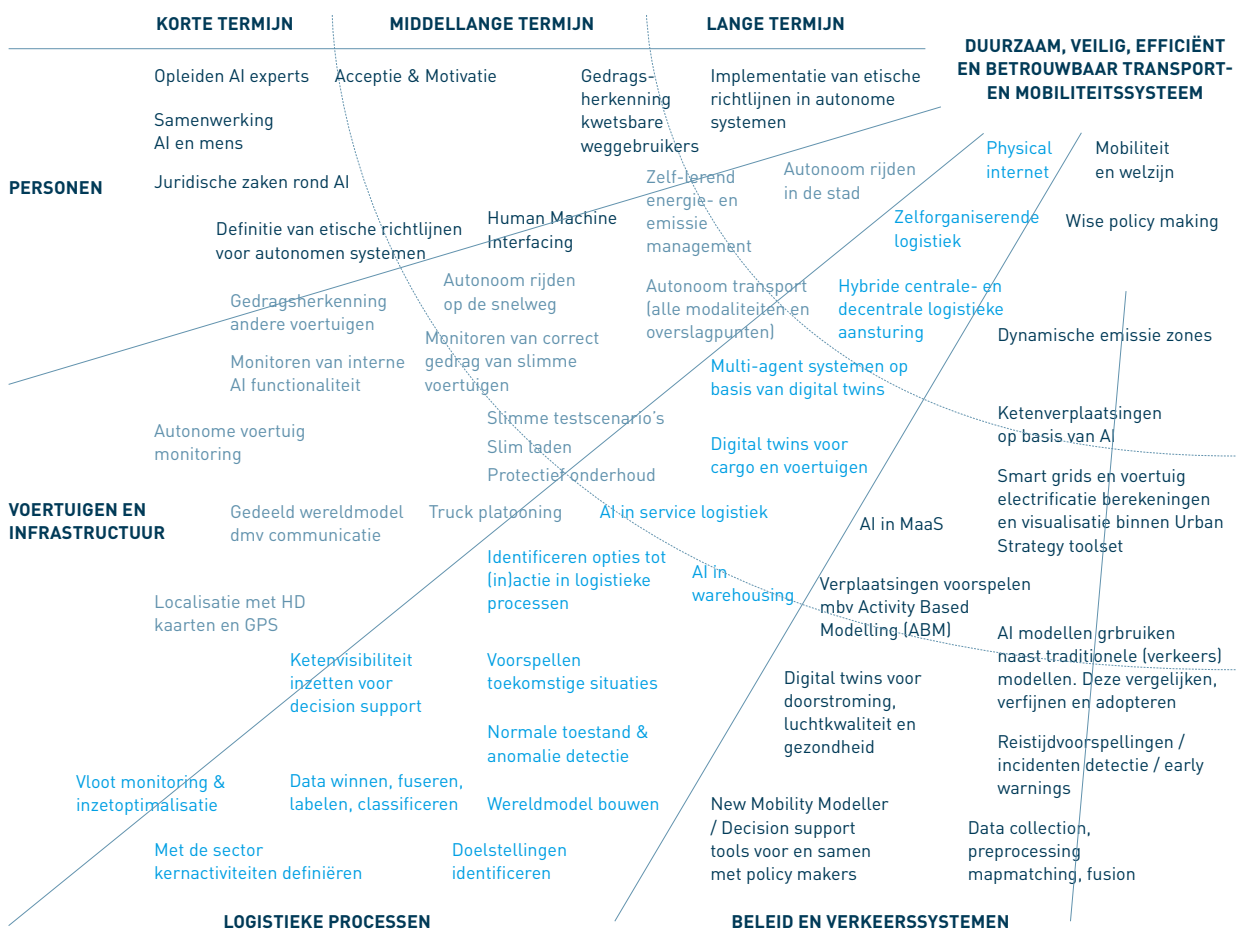 KORTE TERMIJN
MIDDELLANGE TERMIJN
LANGE TERMIJN
DUURZAAM, VEILIG, EFFICIËNT
EN BETROUWBAAR TRANSPORT-
EN MOBILITEITSSYSTEEM
PERSONEN
Opleiden AI experts
Samenwerking
AI en mens
Juridische zaken rond AI
Definitie van etische richtlijnen
voor autonomen systemen
Acceptie & Motivatie
Human Machine
Interfacing
Gedrags-
herkenning
kwetsbare
weggebruikers
Implementatie van etische
richtlijnen in autonome
systemen
VOERTUIGEN EN
INFRASTRUCTUUR
Gedragsherkenning
andere voertuigen
Monitoren van interne
AI functionaliteit
Autonome voertuig
monitoring
Gedeeld wereldmodel
dmv communicatie
Localisatie met HD
kaarten en GPS
Autonoom rijden
op de snelweg
Monitoren van correct
gedrag van slimme
voertuigen
Slimme testscenario's
Slim laden
Protectief onderhoud
Truck platooning
Zelf-lerend
energie- en
emissie
management
Autonoom rijden
in de stad
Autonoom transport
(alle modaliteiten en
overslagpunten)
Physical
internet
Zelforganiserende
logistiek
Hybride centrale- en
decentrale logistieke
aansturing
Multi-agent systemen op
basis van digital twins
Digital twins voor
cargo en voertuigen
AI in service logistiek
AI in
warehousing
Identificeren opties tot
(in)actie in logistieke
processen
Ketenvisibiliteit
inzetten voor
decision support
Voorspellen
toekomstige situaties
Normale toestand &
anomalie detectie
Vloot monitoring &
inzetoptimalisatie
Data winnen, fuseren,
labelen, classificeren
Wereldmodel bouwen
Met de sector
kernactiviteiten definiëren
Doelstellingen
identificeren
LOGISTIEKE PROCESSEN
Mobiliteit
en welzijn
Wise policy making
Dynamische emissie zones
Ketenverplaatsingen
op basis van AI
Smart grids en voertuig
electrificatie berekeningen
en visualisatie binnen Urban
Strategy toolset
AI in MaaS
Verplaatsingen voorspelen
mbv Activity Based
Modelling (ABM)
AI modellen grbruiken
naast traditionele (verkeers)
modellen. Deze vergelijken,
verfijnen en adopteren
Digital twins voor
doorstroming,
luchtkwaliteit en
gezondheid
Reistijdvoorspellingen /
incidenten detectie / early
warnings
New Mobility Modeller
/ Decision support
tools voor en samen
met policy makers
Data collection,
preprocessing
mapmatching, fusion
BELEID EN VERKEERSSYSTEMEN